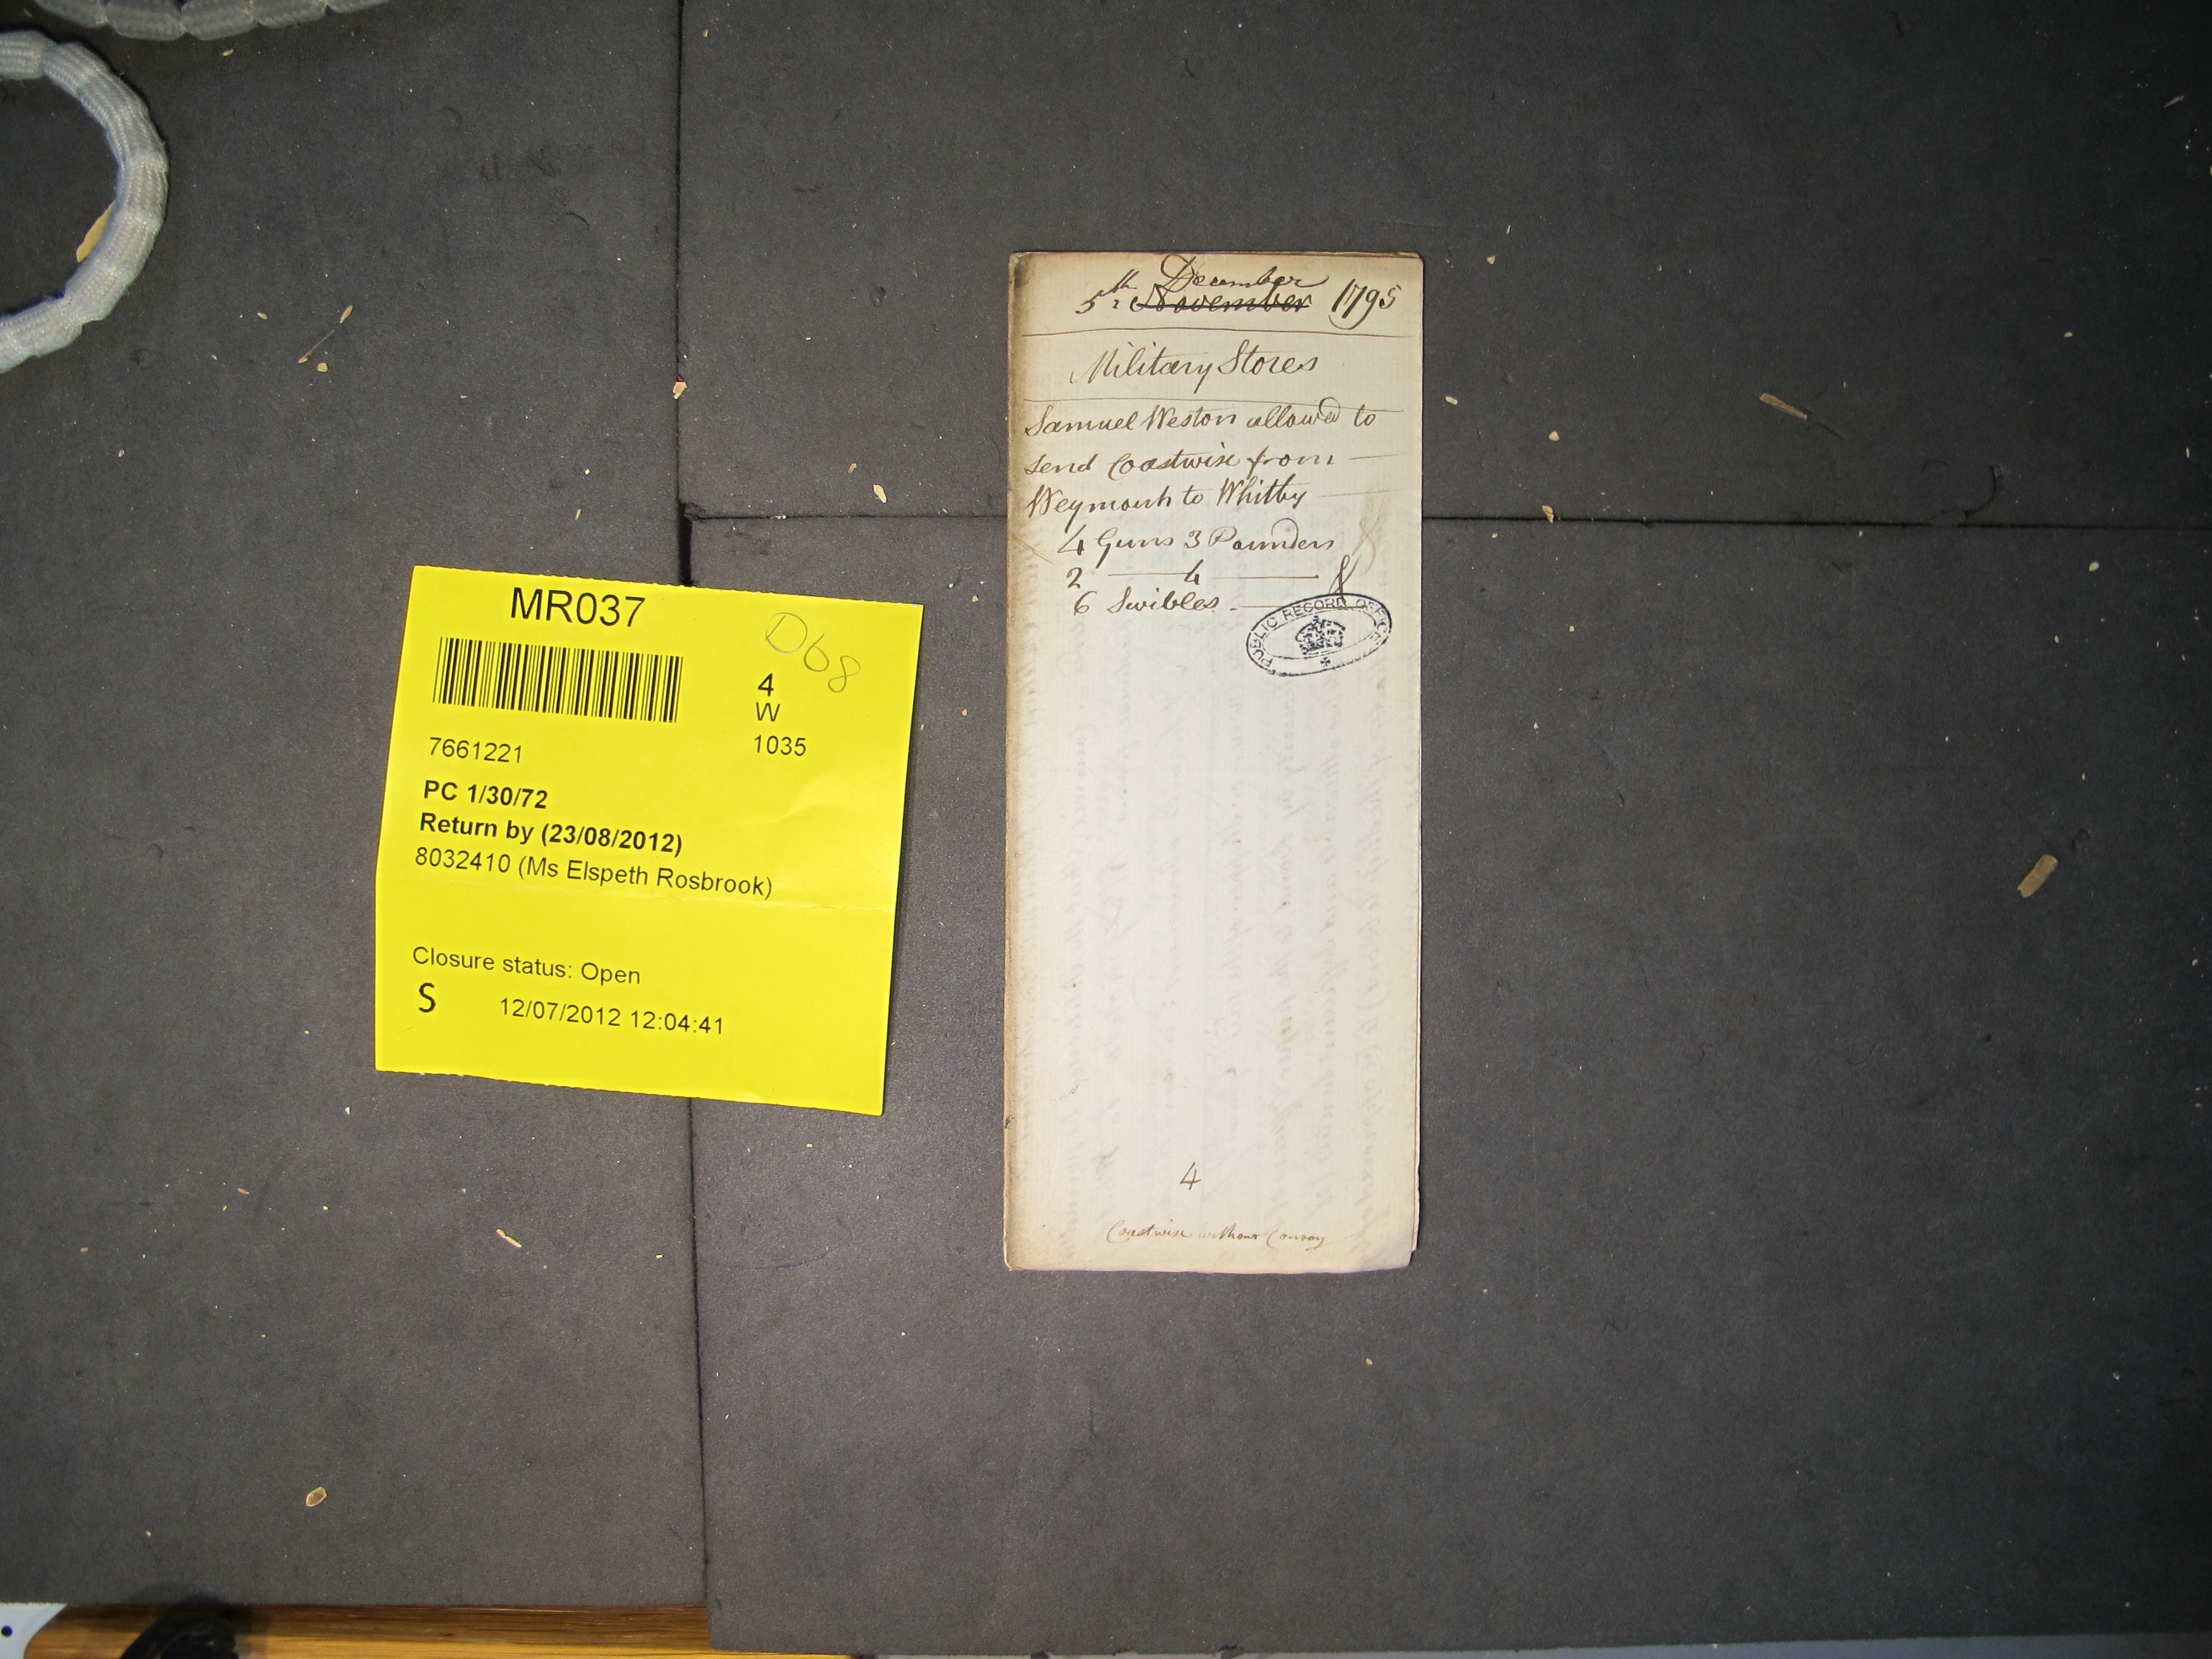 MR037
D68
4
W
7661221 1035
PC 1/30/72
Return by (23/08/2012)
8032410 (Ms Elspeth Rosbrook)
Closure status: Open
S 12/07/2012 12:04:41
December
5th November 1795
Military Stores
Samuel Weston allowed to
send Coastwise from
Weymouth to Whitby
4 Guns 3 Pounders
2 — 4 —
6 Swibles
PUBLIC RECORD OFFICE
4
Coastwise without Convoy